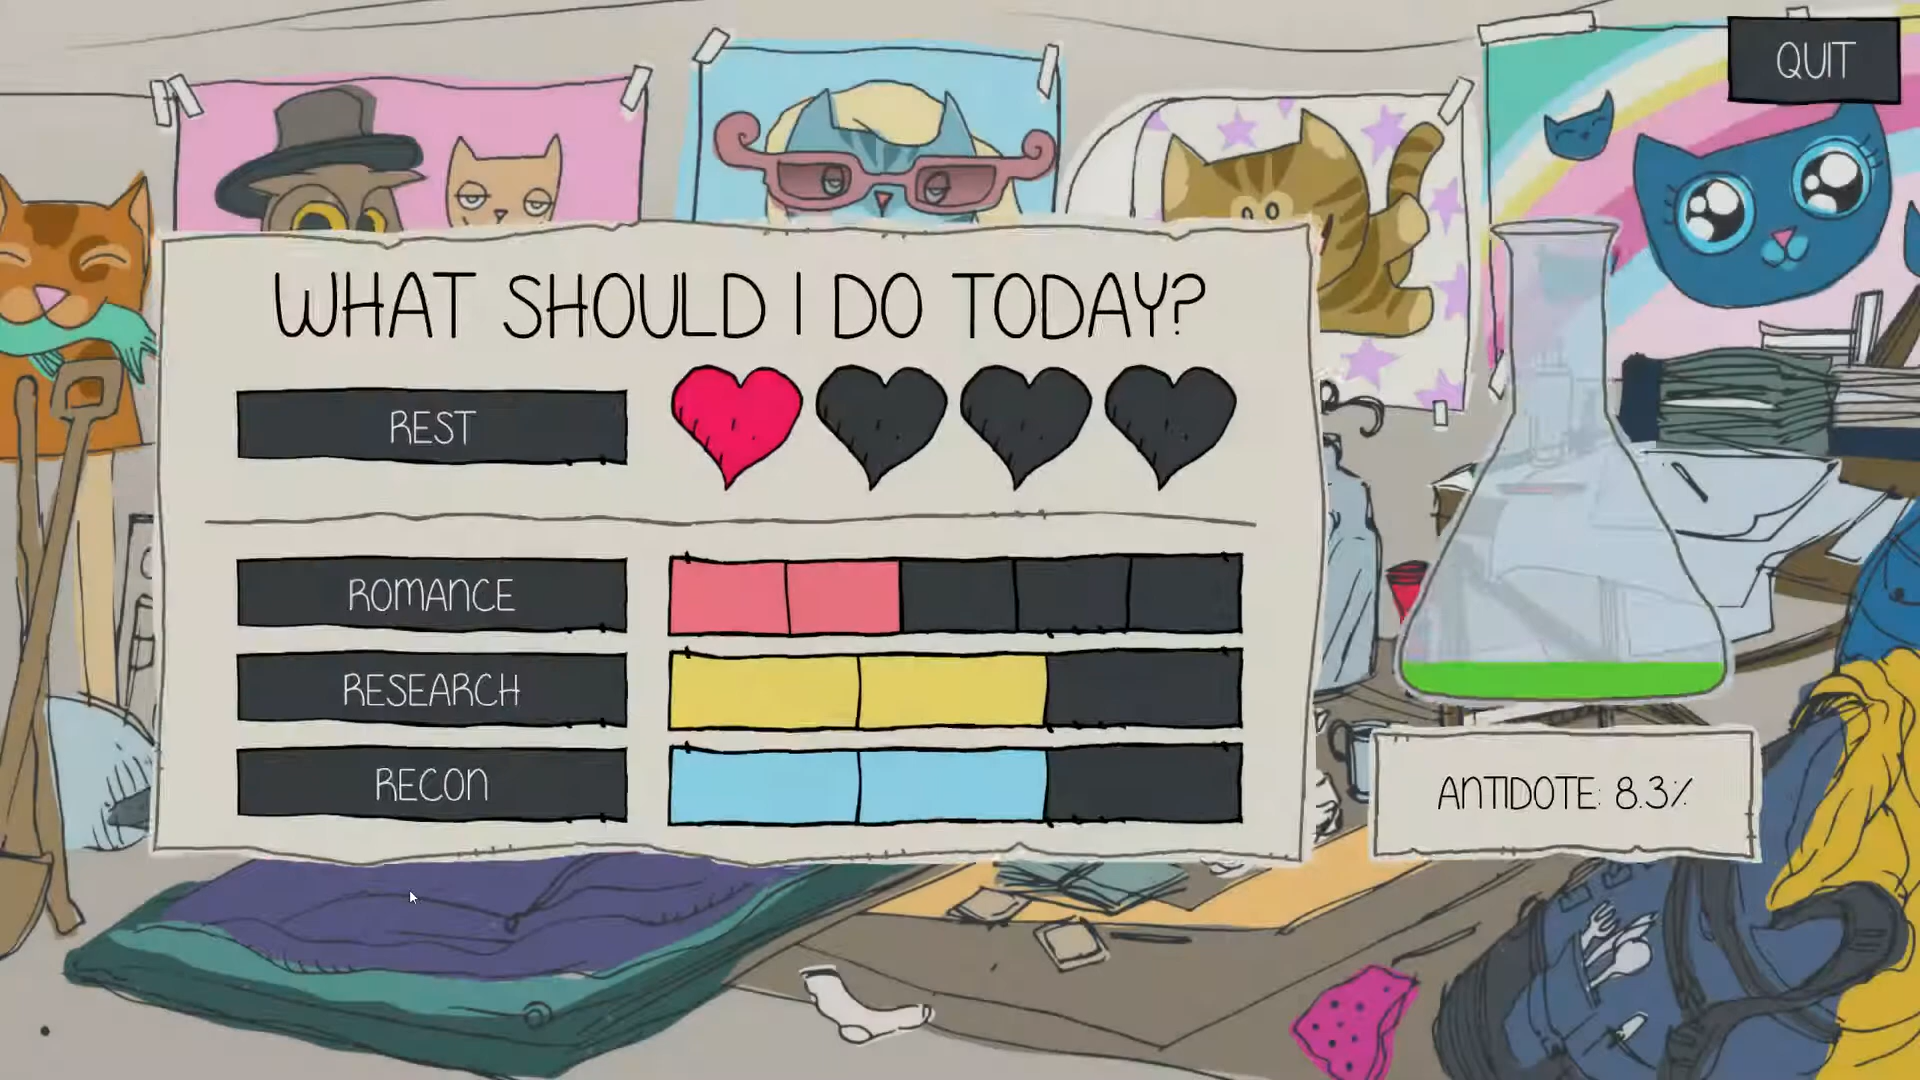 QUIT
WHAT SHOULD I DO TODAY?
REST
ROMANCE
RESEARCH
RECON
ANTIDOTE: 8.3%